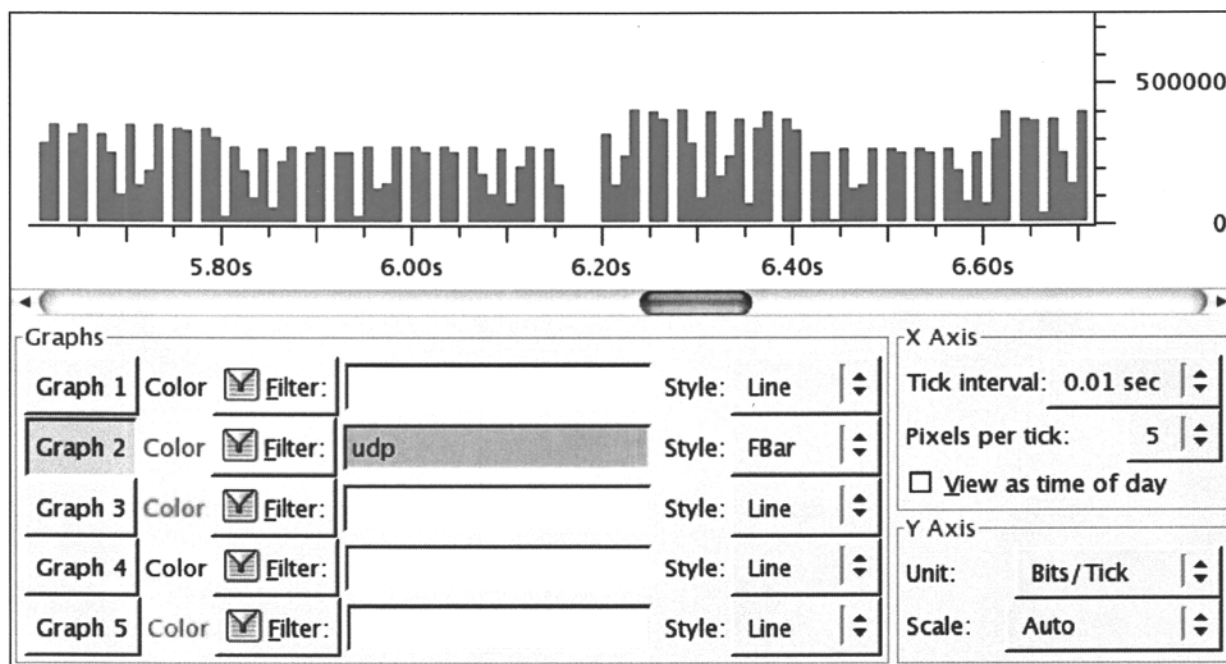 500000
0
5.80s 6.00s 6.20s 6.40s 6.60s
Graphs
Graph 1 Color Filter: Style: Line
Graph 2 Color Filter: udp Style: FBar
Graph 3 Color Filter: Style: Line
Graph 4 Color Filter: Style: Line
Graph 5 Color Filter: Style: Line
X Axis
Tick interval: 0.01 sec
Pixels per tick: 5
View as time of day
Y Axis
Unit: Bits/Tick
Scale: Auto